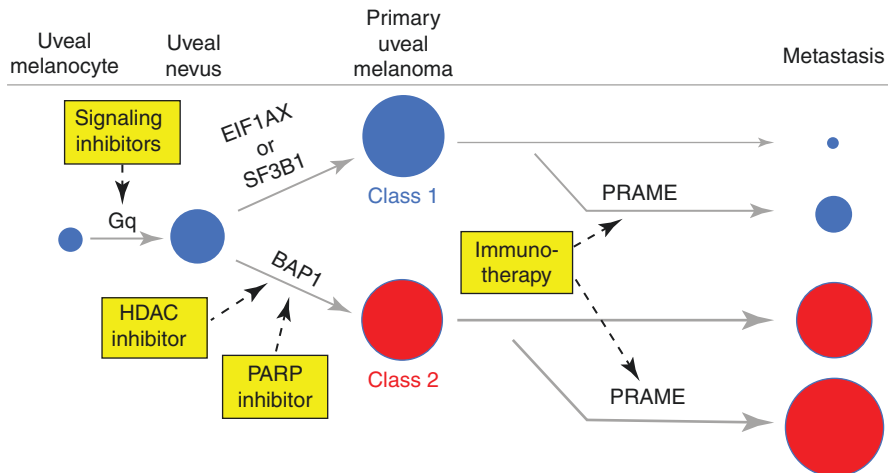 Uveal
melanocyte
Uveal
nevus
Primary
uveal
melanoma
Metastasis
Signaling
inhibitors
EIF1AX
or
SF3B1
Class 1
PRAME
Gq
Immuno-
therapy
BAP1
HDAC
inhibitor
PARP
inhibitor
Class 2
PRAME